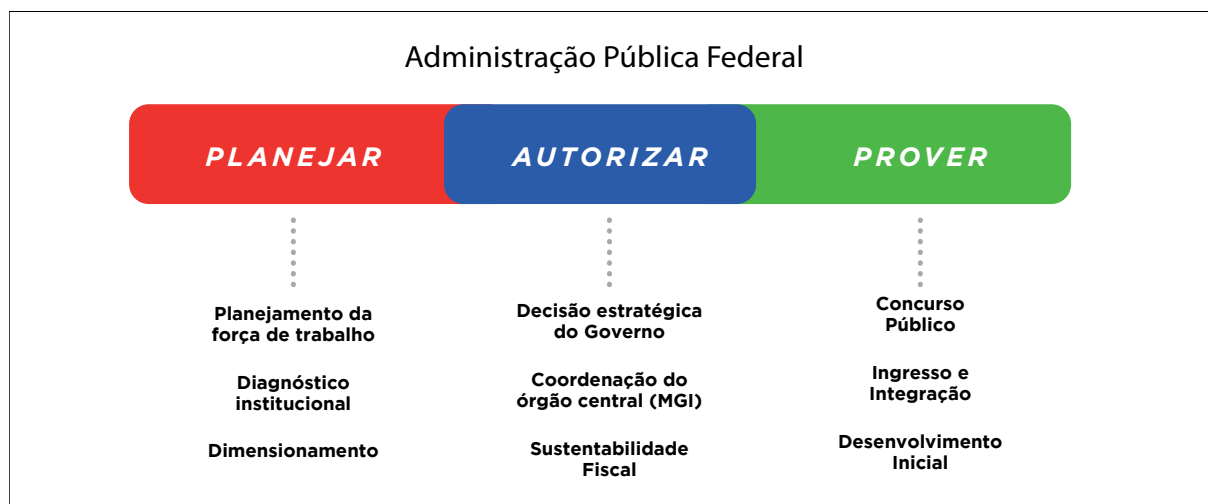 Administração Pública Federal
PLANEJAR
AUTORIZAR
PROVER
Planejamento da
força de trabalho
Diagnóstico
institucional
Dimensionamento
Decisão estratégica
do Governo
Coordenação do
órgão central (MGI)
Sustentabilidade
Fiscal
Concurso
Público
Ingresso e
Integração
Desenvolvimento
Inicial